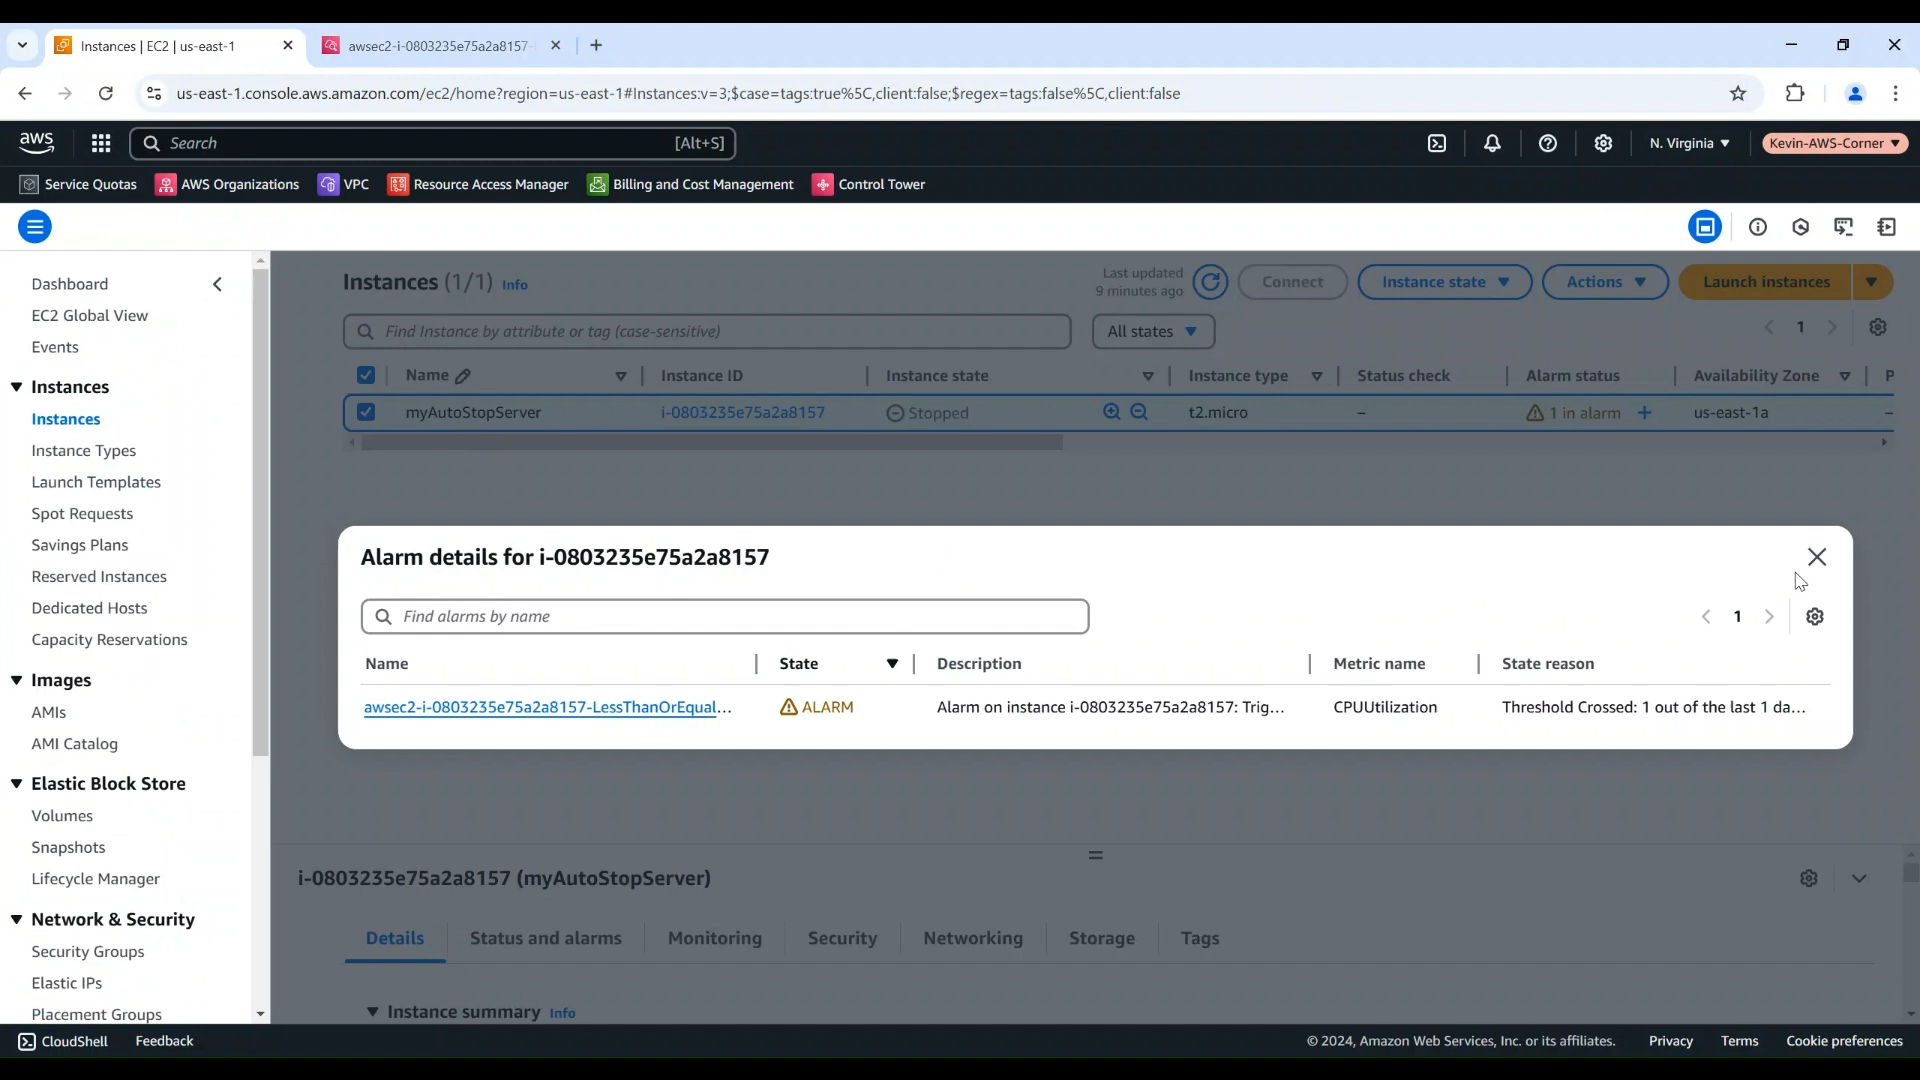 Instances | EC2 | us-east-1
awsec2-i-0803235e75a2a8157-
us-east-1.console.aws.amazon.com/ec2/home?region=us-east-1#Instances:v=3;$case=tags:true%5C,client:false;$regex=tags:false%5C,client:false
aws
Search
[Alt+S]
N. Virginia
Kevin-AWS-Corner
Service Quotas
AWS Organizations
VPC
Resource Access Manager
Billing and Cost Management
Control Tower
Dashboard
EC2 Global View
Events
Instances
Instances
Instance Types
Launch Templates
Spot Requests
Savings Plans
Reserved Instances
Dedicated Hosts
Capacity Reservations
Images
AMIs
AMI Catalog
Elastic Block Store
Volumes
Snapshots
Lifecycle Manager
Network & Security
Security Groups
Elastic IPs
Placement Groups
Instances (1/1) Info
Last updated
9 minutes ago
Connect
Instance state
Actions
Launch instances
Find Instance by attribute or tag (case-sensitive)
All states
1
Name
Instance ID
Instance state
Instance type
Status check
Alarm status
Availability Zone
P
myAutoStopServer
i-0803235e75a2a8157
Stopped
t2.micro
–
1 in alarm +
us-east-1a
–
Alarm details for i-0803235e75a2a8157
Find alarms by name
1
Name
State
Description
Metric name
State reason
awsec2-i-0803235e75a2a8157-LessThanOrEqual...
ALARM
Alarm on instance i-0803235e75a2a8157: Trig...
CPUUtilization
Threshold Crossed: 1 out of the last 1 da...
i-0803235e75a2a8157 (myAutoStopServer)
Details
Status and alarms
Monitoring
Security
Networking
Storage
Tags
Instance summary Info
CloudShell
Feedback
© 2024, Amazon Web Services, Inc. or its affiliates.
Privacy
Terms
Cookie preferences